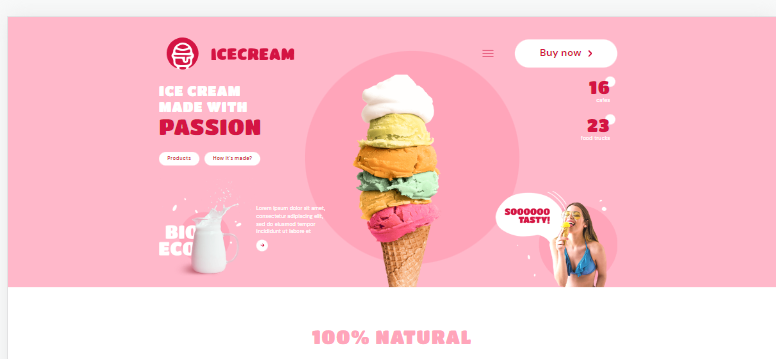 ICECREAM
Buy now
ICE CREAM
MADE WITH
PASSION
Products
How it's made?
16
cafes
23
food trucks
BIO
ECO
Lorem ipsum dolor sit amet,
consectetur adipiscing elit,
sed do eiusmod tempor
incididunt ut labore et
SOOOOOO
TASTY!
100% NATURAL